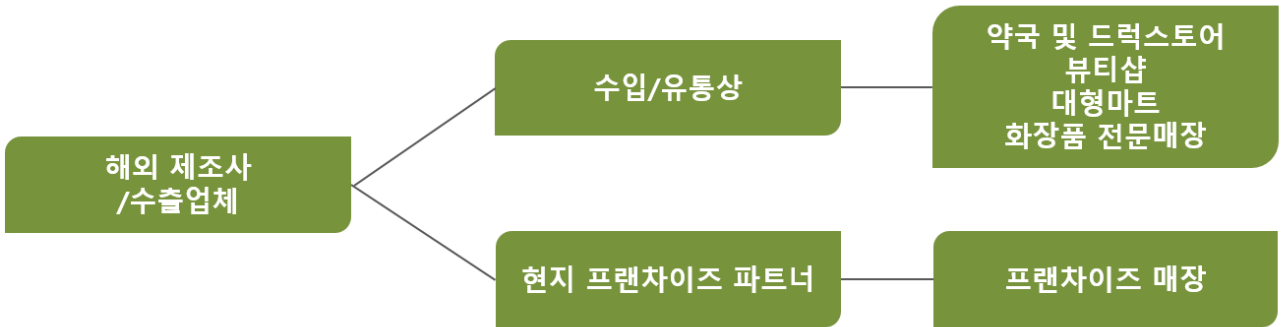 해외 제조사
/수출업체
수입/유통상
약국 및 드럭스토어
뷰티샵
대형마트
화장품 전문매장
현지 프랜차이즈 파트너
프랜차이즈 매장